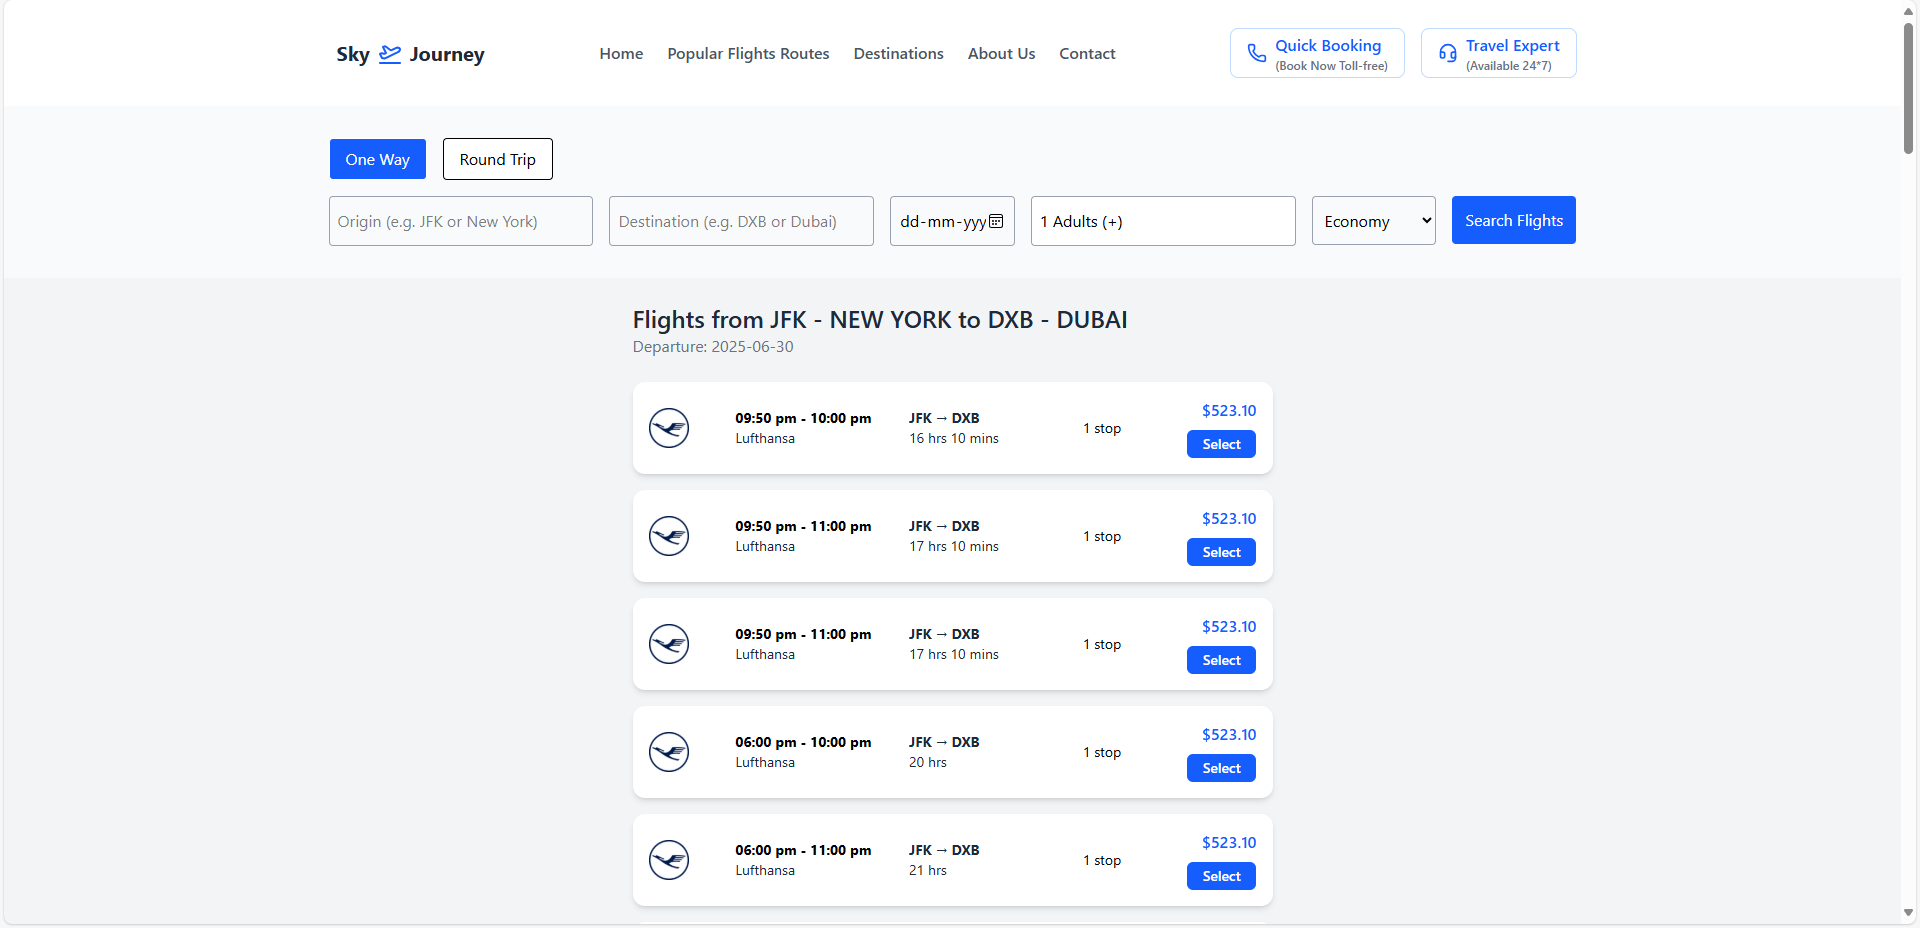 Sky Journey
Home Popular Flights Routes Destinations About Us Contact
Quick Booking
(Book Now Toll-free)
Travel Expert
(Available 24*7)
One Way Round Trip
Origin (e.g. JFK or New York) Destination (e.g. DXB or Dubai) dd-mm-yyy 1 Adults (+) Economy Search Flights
Flights from JFK - NEW YORK to DXB - DUBAI
Departure: 2025-06-30
09:50 pm - 10:00 pm JFK → DXB 1 stop $523.10
Lufthansa 16 hrs 10 mins Select
09:50 pm - 11:00 pm JFK → DXB 1 stop $523.10
Lufthansa 17 hrs 10 mins Select
09:50 pm - 11:00 pm JFK → DXB 1 stop $523.10
Lufthansa 17 hrs 10 mins Select
06:00 pm - 10:00 pm JFK → DXB 1 stop $523.10
Lufthansa 20 hrs Select
06:00 pm - 11:00 pm JFK → DXB 1 stop $523.10
Lufthansa 21 hrs Select